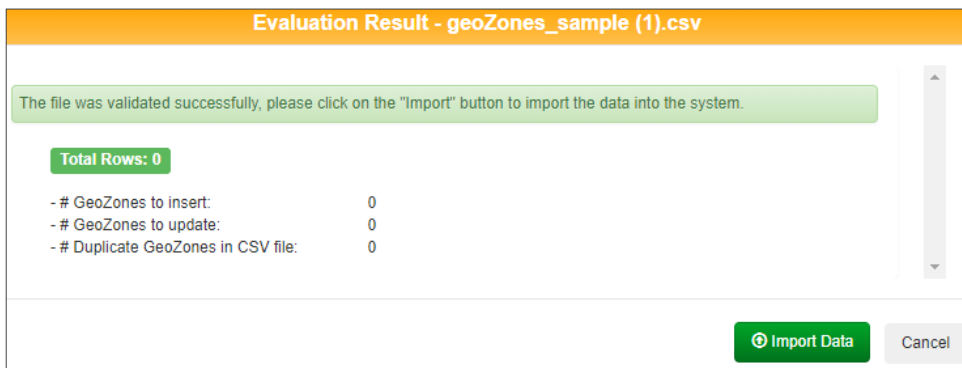 Evaluation Result - geoZones_sample (1).csv
The file was validated successfully, please click on the "Import" button to import the data into the system.
Total Rows: 0
- # GeoZones to insert: 0
- # GeoZones to update: 0
- # Duplicate GeoZones in CSV file: 0
Import Data Cancel